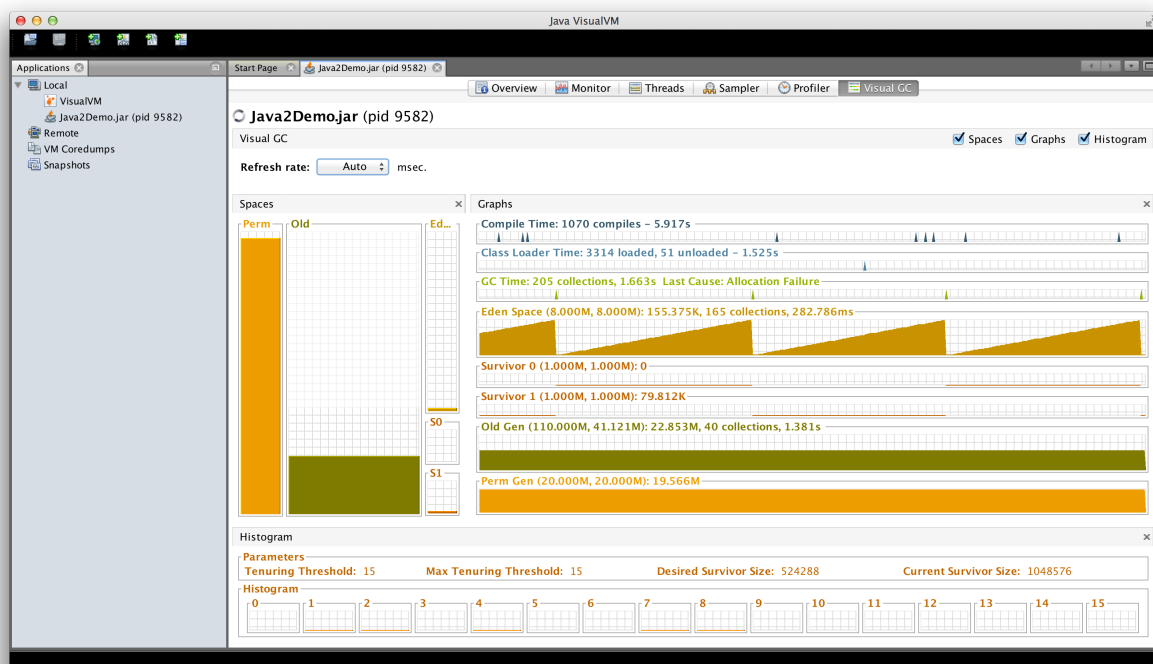 Java VisualVM
Applications
Start Page
Java2Demo.jar (pid 9582)
Local
VisualVM
Java2Demo.jar (pid 9582)
Remote
VM Coredumps
Snapshots
Overview
Monitor
Threads
Sampler
Profiler
Visual GC
Java2Demo.jar (pid 9582)
Visual GC
Spaces
Graphs
Histogram
Refresh rate:
Auto
msec.
Spaces
Perm
Old
Ed...
S0
S1
Graphs
Compile Time: 1070 compiles - 5.917s
Class Loader Time: 3314 loaded, 51 unloaded - 1.525s
GC Time: 205 collections, 1.663s Last Cause: Allocation Failure
Eden Space (8.000M, 8.000M): 155.375K, 165 collections, 282.786ms
Survivor 0 (1.000M, 1.000M): 0
Survivor 1 (1.000M, 1.000M): 79.812K
Old Gen (110.000M, 41.121M): 22.853M, 40 collections, 1.381s
Perm Gen (20.000M, 20.000M): 19.566M
Histogram
Parameters
Tenuring Threshold: 15
Max Tenuring Threshold: 15
Desired Survivor Size: 524288
Current Survivor Size: 1048576
Histogram
0 1 2 3 4 5 6 7 8 9 10 11 12 13 14 15